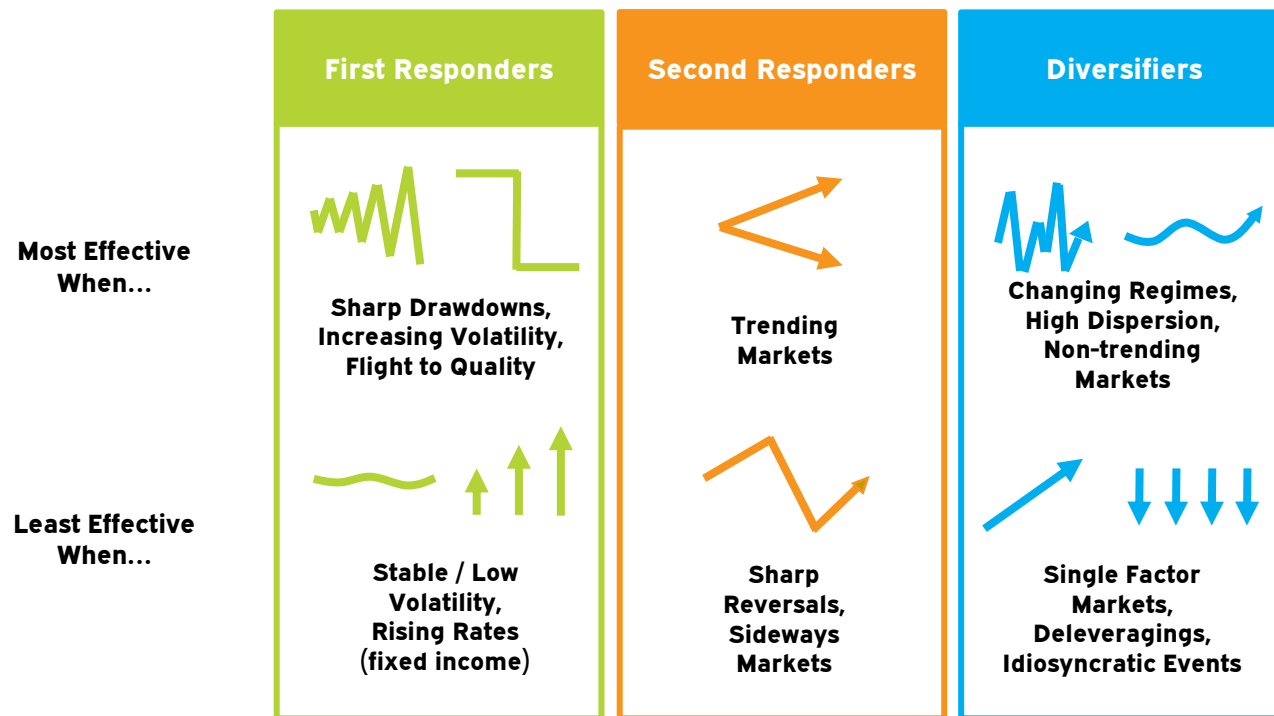 First Responders
Second Responders
Diversifiers
Most Effective
When...
Sharp Drawdowns,
Increasing Volatility,
Flight to Quality
Trending
Markets
Changing Regimes,
High Dispersion,
Non-trending
Markets
Least Effective
When...
Stable / Low
Volatility,
Rising Rates
(fixed income)
Sharp
Reversals,
Sideways
Markets
Single Factor
Markets,
Deleveragings,
Idiosyncratic Events